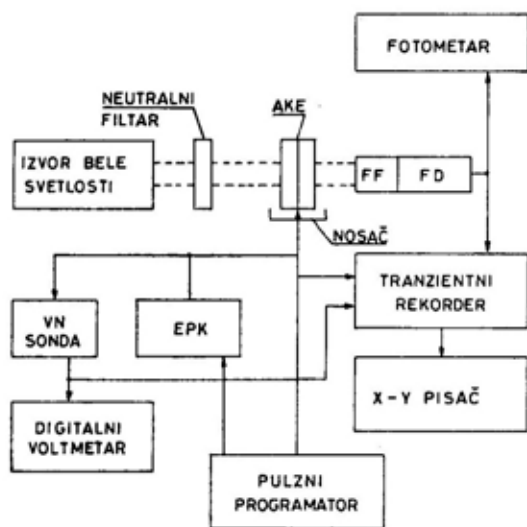 FOTOMETAR
NEUTRALNI
FILTAR
AKE
IZVOR BELE
SVETLOSTI
FF
FD
NOSAČ
TRANZIENTNI
REKORDER
VN
SONDA
EPK
X-Y PISAČ
DIGITALNI
VOLTMETAR
PULZNI
PROGRAMATOR